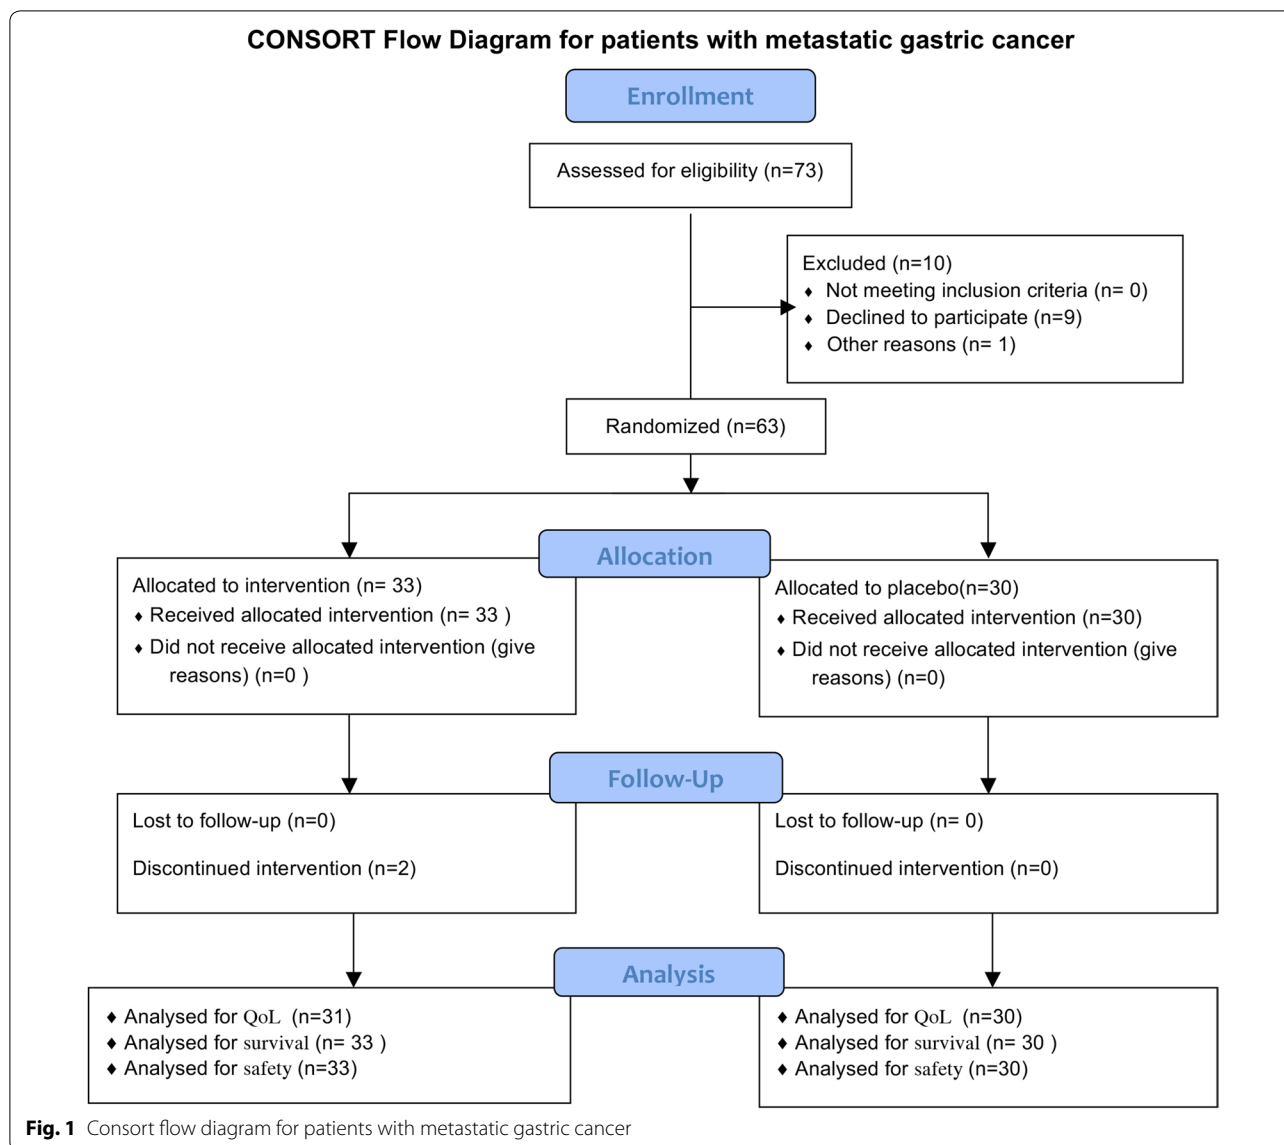 CONSORT Flow Diagram for patients with metastatic gastric cancer
Enrollment
Assessed for eligibility (n=73)
Excluded (n=10)
♦ Not meeting inclusion criteria (n= 0)
♦ Declined to participate (n=9)
♦ Other reasons (n= 1)
Randomized (n=63)
Allocation
Allocated to intervention (n= 33)
♦ Received allocated intervention (n= 33 )
♦ Did not receive allocated intervention (give
reasons) (n=0 )
Allocated to placebo(n=30)
♦ Received allocated intervention (n=30)
♦ Did not receive allocated intervention (give
reasons) (n=0)
Follow-Up
Lost to follow-up (n=0)
Discontinued intervention (n=2)
Lost to follow-up (n= 0)
Discontinued intervention (n=0)
Analysis
♦ Analysed for QoL (n=31)
♦ Analysed for survival (n= 33 )
♦ Analysed for safety (n=33)
♦ Analysed for QoL (n=30)
♦ Analysed for survival (n= 30 )
♦ Analysed for safety (n=30)
Fig. 1 Consort flow diagram for patients with metastatic gastric cancer